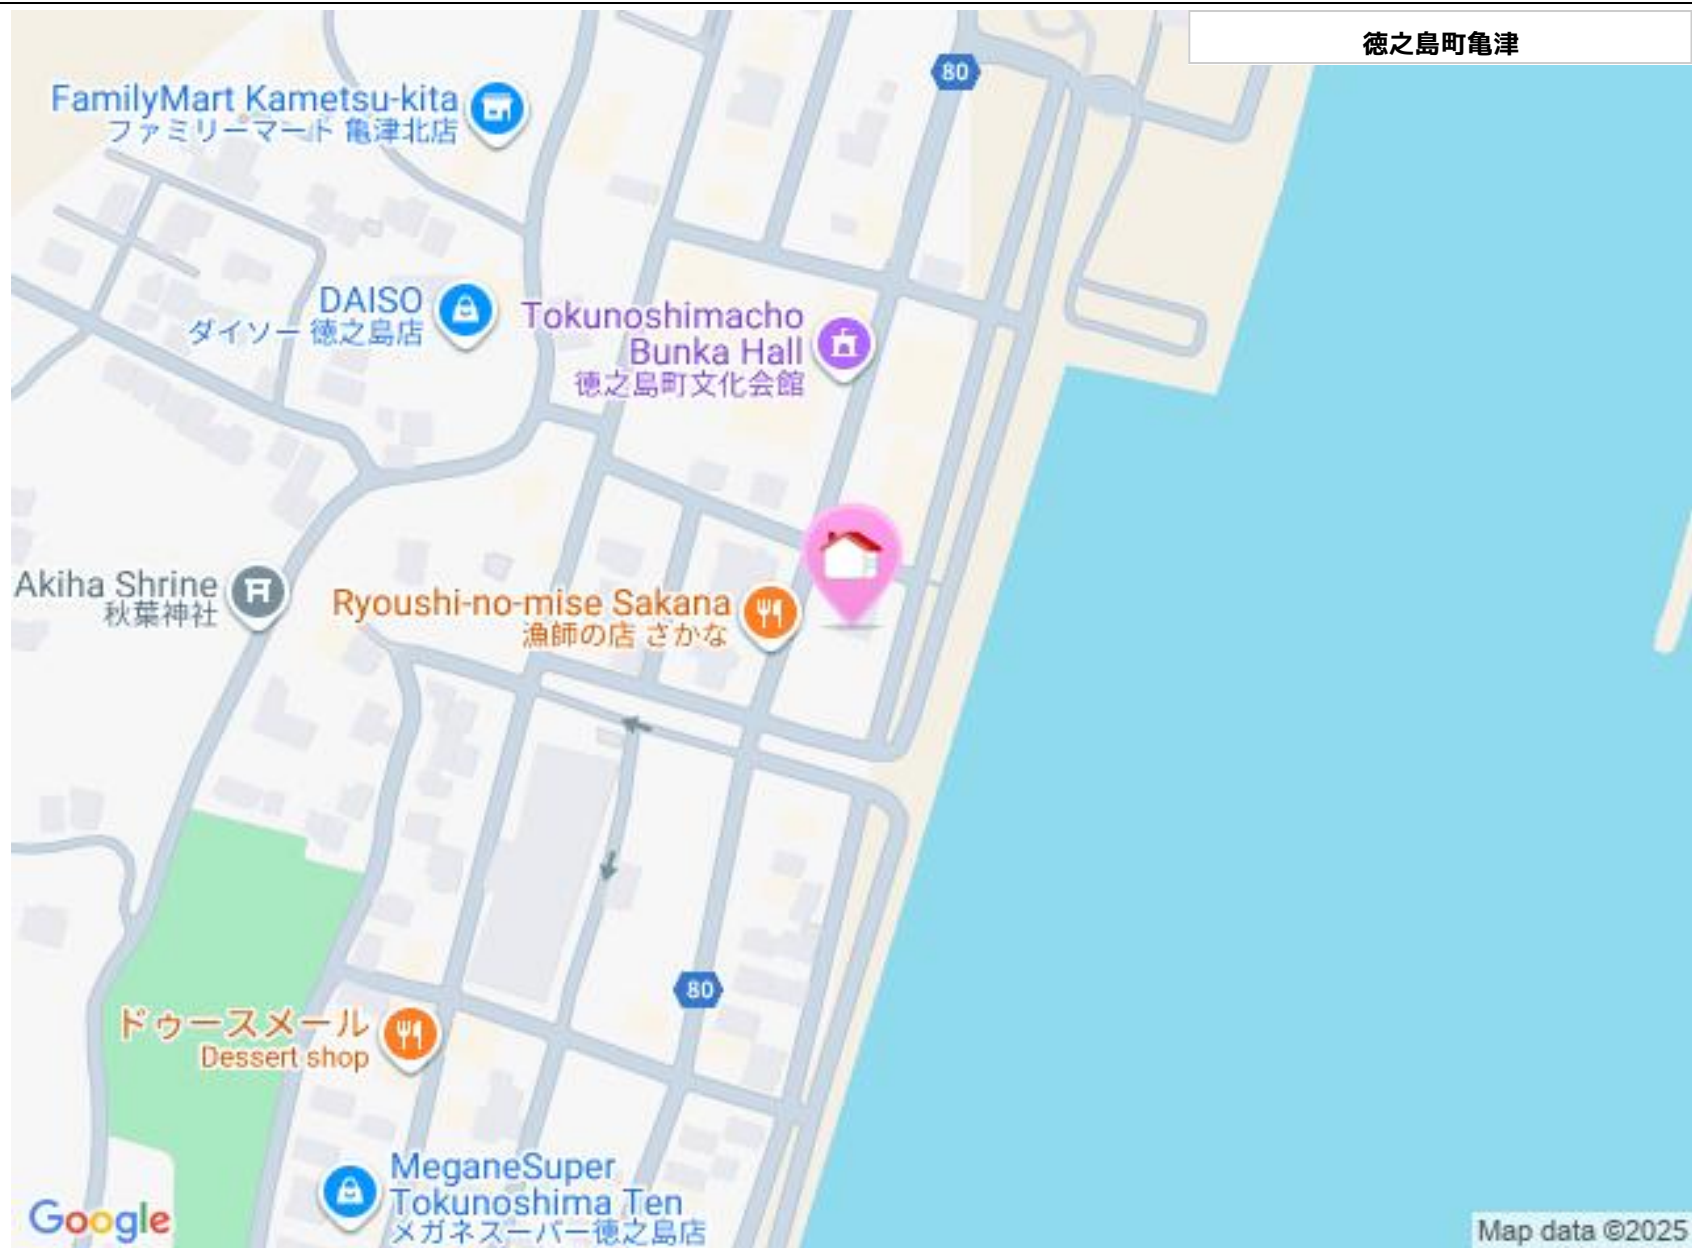 徳之島町亀津
80
FamilyMart Kametsu-kita
ファミリーマート 亀津北店
DAISO
ダイソー 徳之島店
Tokunoshimacho
Bunka Hall
徳之島町文化会館
Akiha Shrine
秋葉神社
Ryoushi-no-mise Sakana
漁師の店 さかな
80
ドゥースメール
Dessert shop
MeganeSuper
Tokunoshima Ten
メガネスーパー徳之島店
Google
Map data ©2025